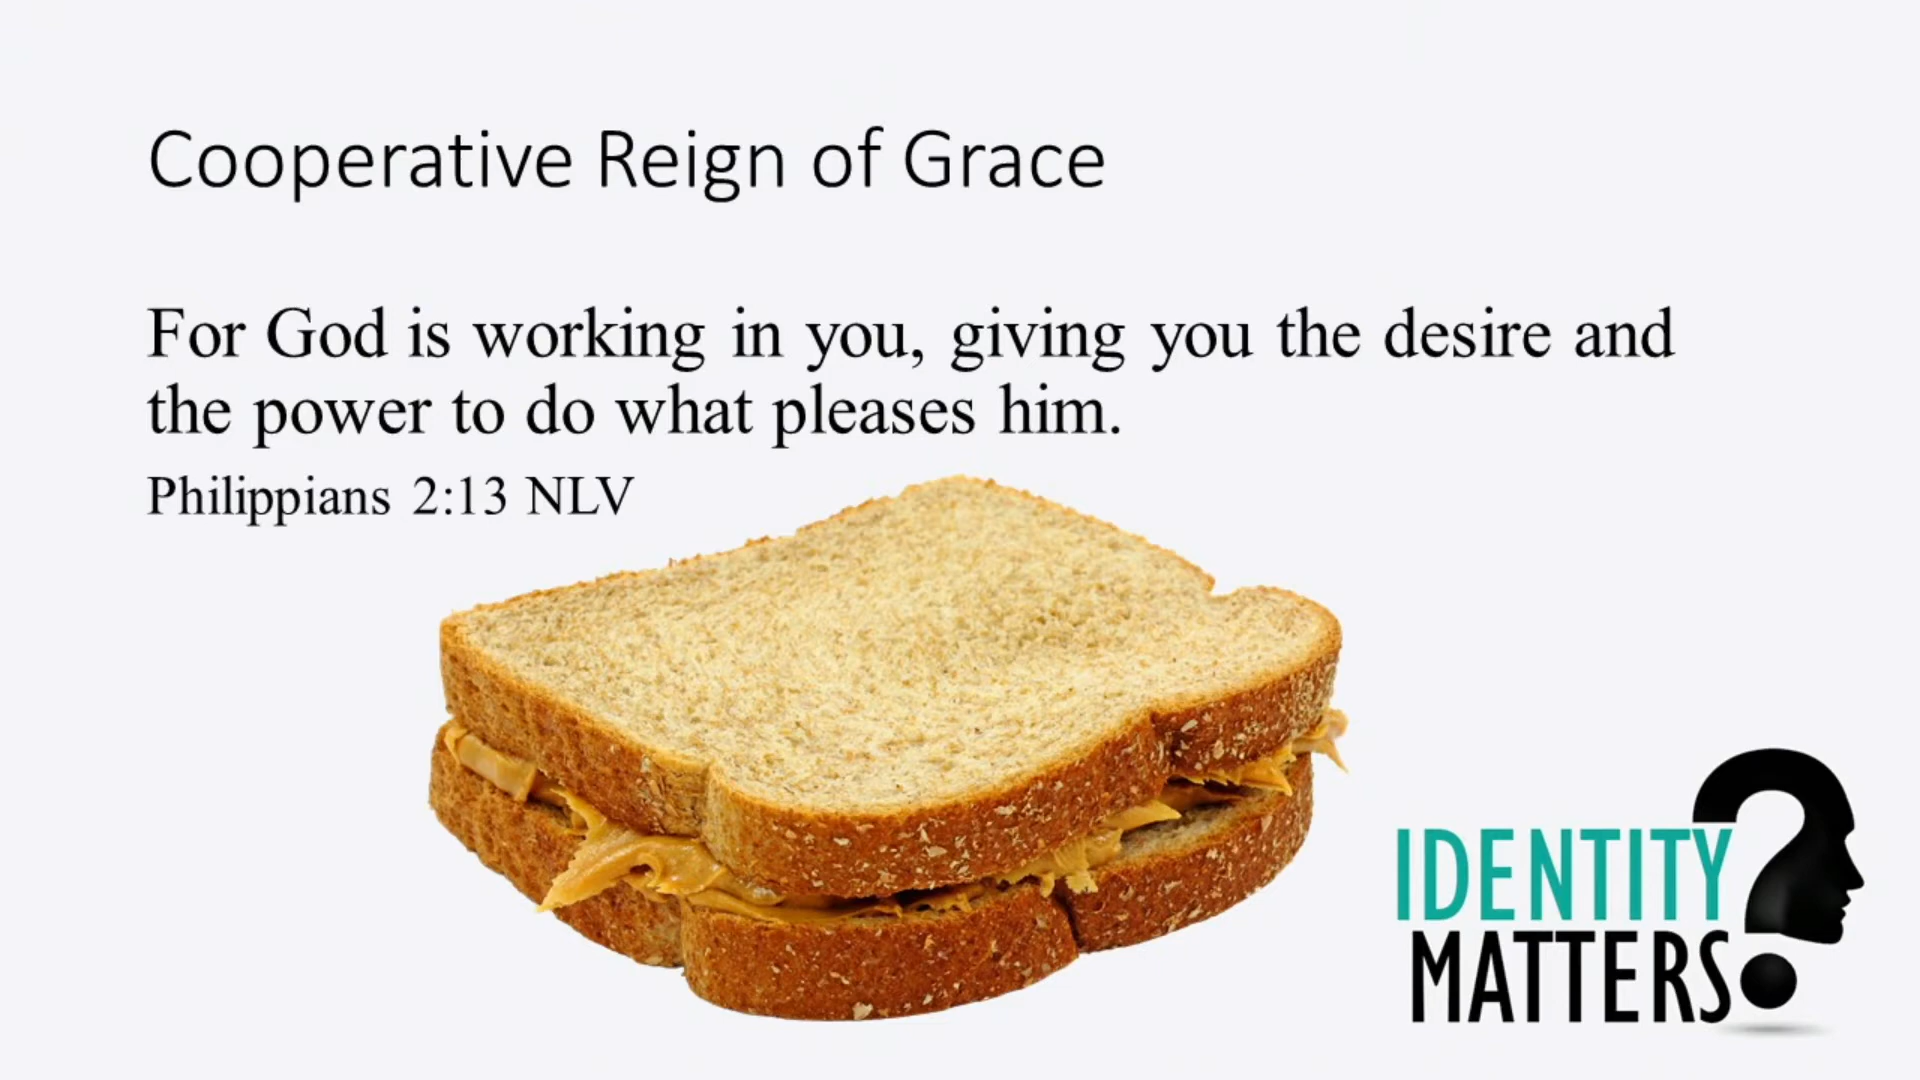 Cooperative Reign of Grace
For God is working in you, giving you the desire and
the power to do what pleases him.
Philippians 2:13 NLV
IDENTITY
MATTERS